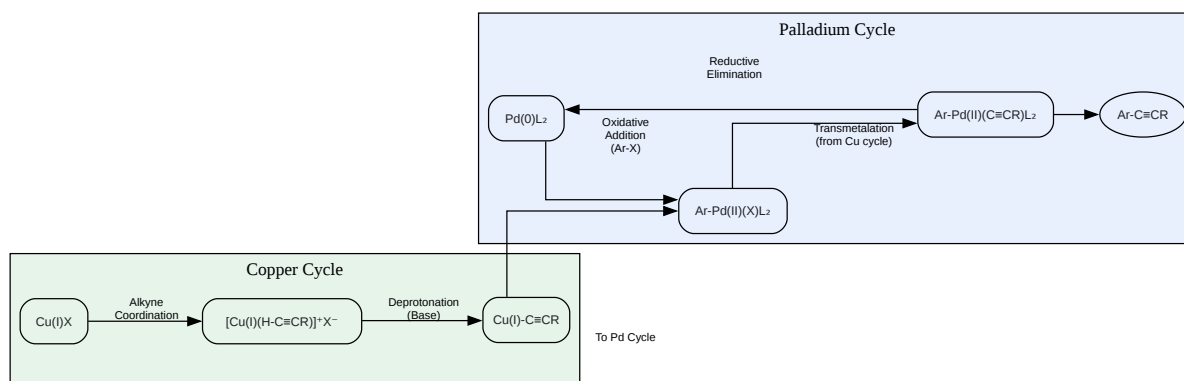 Palladium Cycle
Reductive
Elimination
Pd(0)L₂
Oxidative
Addition
(Ar-X)
Transmetalation
(from Cu cycle)
Ar-Pd(II)(C≡CR)L₂
Ar-C≡CR
Ar-Pd(II)(X)L₂
Copper Cycle
Cu(I)X
Alkyne
Coordination
[Cu(I)(H-C≡CR)]⁺X⁻
Deprotonation
(Base)
Cu(I)-C≡CR
To Pd Cycle